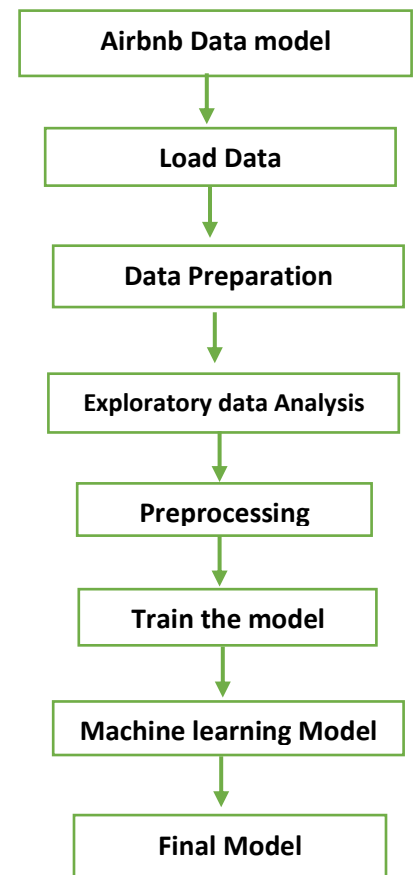 Airbnb Data model
Load Data
Data Preparation
Exploratory data Analysis
Preprocessing
Train the model
Machine learning Model
Final Model